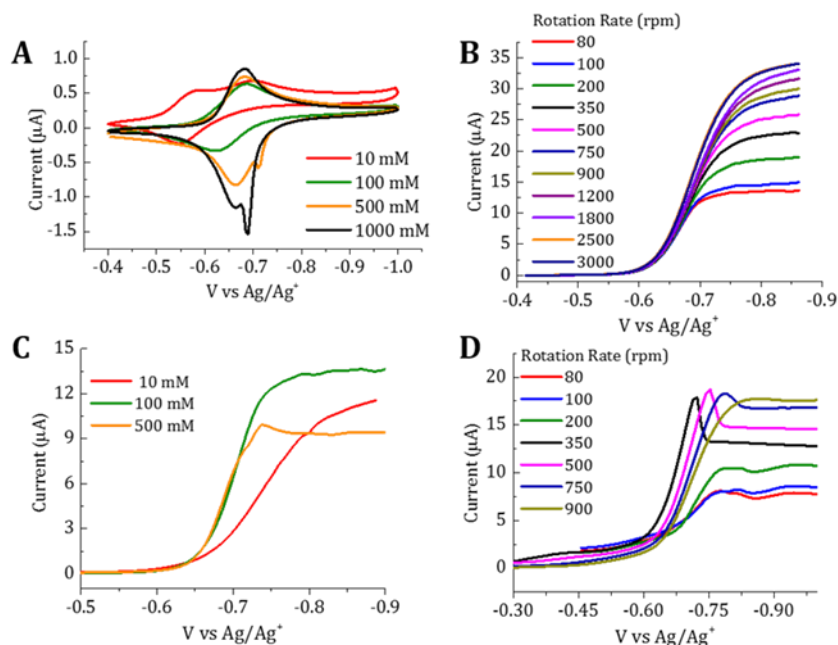 A
Current (μA)
1.0
0.5
0.0
-0.5
-1.0
-1.5
10 mM
100 mM
500 mM
1000 mM
-0.4 -0.5 -0.6 -0.7 -0.8 -0.9 -1.0
V vs Ag/Ag+
Rotation Rate (rpm)
B
Current (μA)
35
30
25
20
15
10
5
0
80
100
200
350
500
750
900
1200
1800
2500
3000
-0.4 -0.5 -0.6 -0.7 -0.8 -0.9
V vs Ag/Ag+
C
Current (μA)
15
12
9
6
3
0
10 mM
100 mM
500 mM
-0.5 -0.6 -0.7 -0.8 -0.9
V vs Ag/Ag+
Rotation Rate (rpm)
D
Current (μA)
20
15
10
5
0
80
100
200
350
500
750
900
-0.30 -0.45 -0.60 -0.75 -0.90
V vs Ag/Ag+